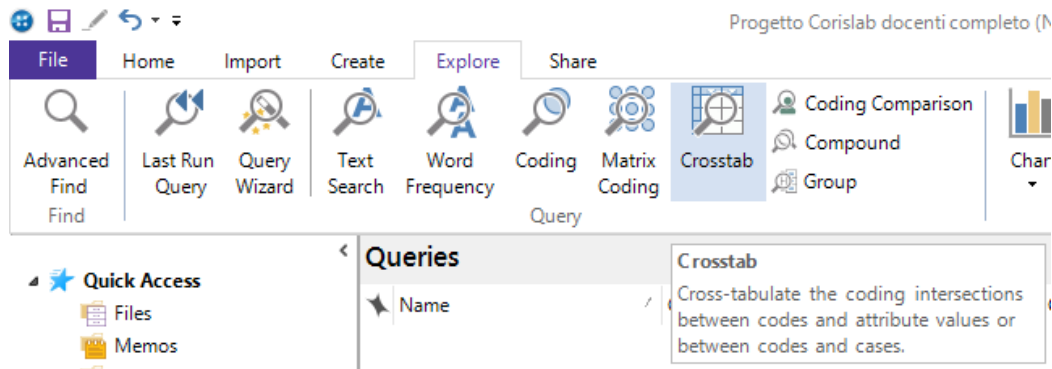 Progetto Corislab docenti completo (N
File Home Import Create Explore Share
Advanced Find
Last Run Query
Query Wizard
Text Search
Word Frequency
Coding
Matrix Coding
Crosstab
Coding Comparison
Compound
Group
Char
Find
Query
Quick Access
Files
Memos
Queries
Name
Crosstab
Cross-tabulate the coding intersections
between codes and attribute values or
between codes and cases.